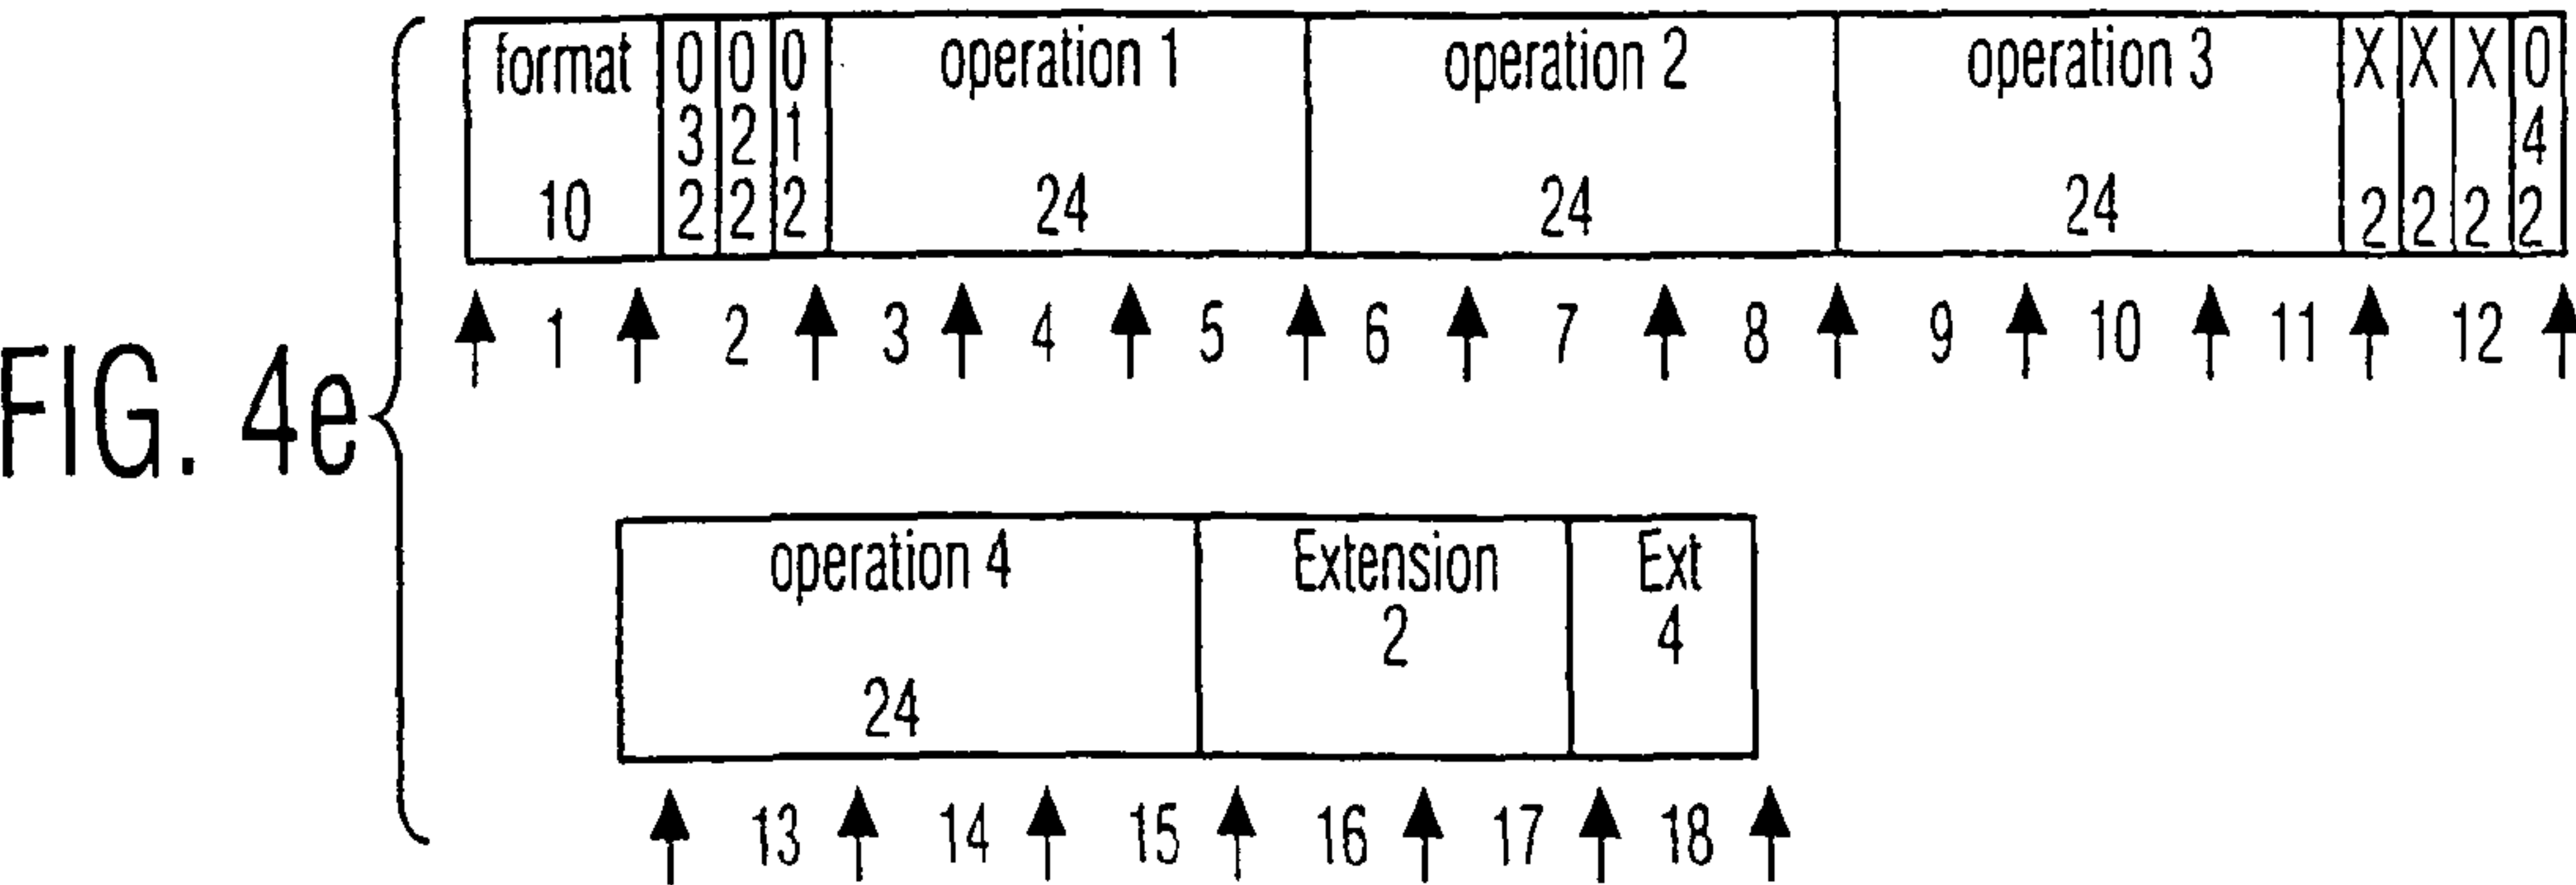 format 0 0 0 operation 1 operation 2 operation 3 X X X 0
3 2 1 4
10 2 2 2 24 24 24 2 2 2 2
1 2 3 4 5 6 7 8 9 10 11 12
FIG. 4e
operation 4 Extension Ext
2 4
24
13 14 15 16 17 18